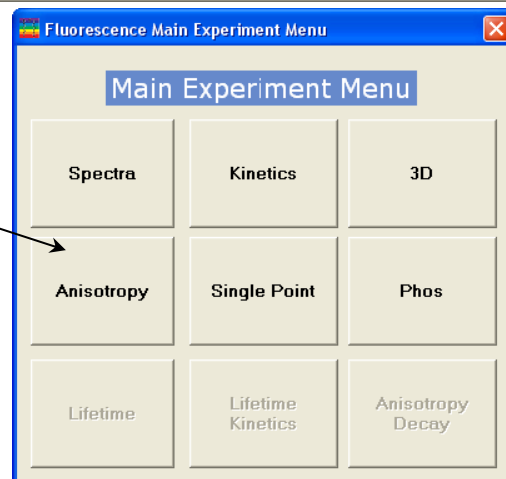 Fluorescence Main Experiment Menu
Main Experiment Menu
Spectra
Kinetics
3D
Anisotropy
Single Point
Phos
Lifetime
Lifetime
Kinetics
Anisotropy
Decay